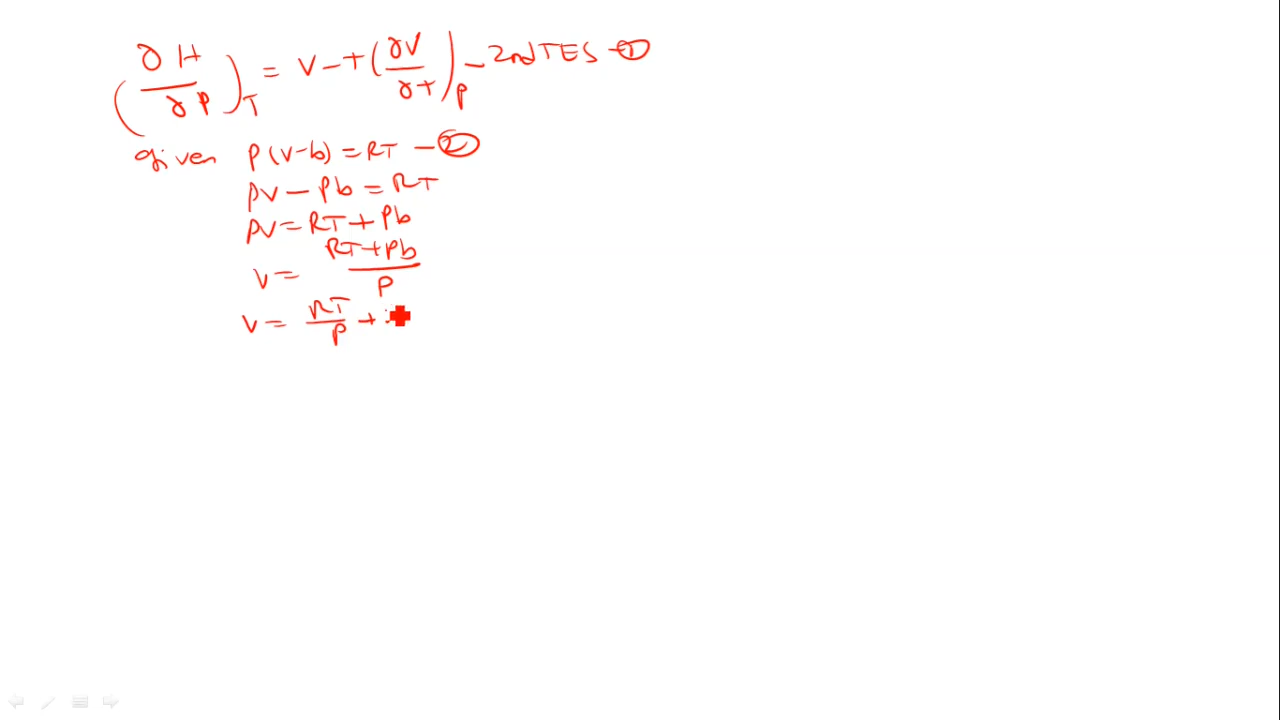 (∂H/∂P)_T = V - T(∂V/∂T)_P - 2nd TES - ①
given P(V-b) = RT - ②
PV - Pb = RT
PV = RT + Pb
V = RT + Pb / P
V = RT/P +